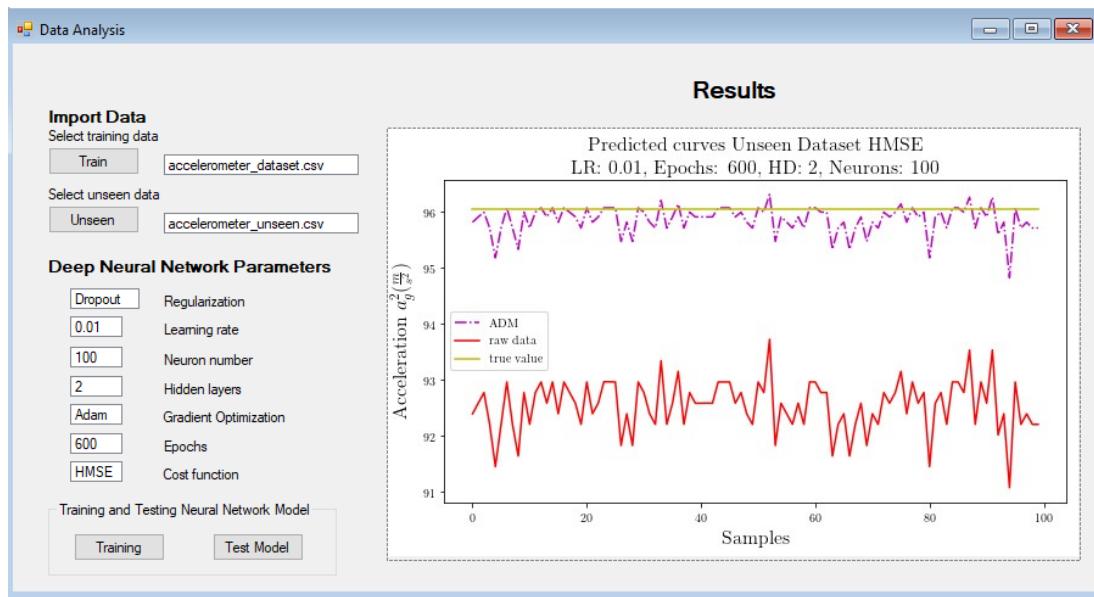 Data Analysis
Import Data
Select training data
Train
accelerometer_dataset.csv
Select unseen data
Unseen
accelerometer_unseen.csv
Deep Neural Network Parameters
Dropout Regularization
0.01 Learning rate
100 Neuron number
2 Hidden layers
Adam Gradient Optimization
600 Epochs
HMSE Cost function
Training and Testing Neural Network Model
Training
Test Model
Results
Predicted curves Unseen Dataset HMSE
LR: 0.01, Epochs: 600, HD: 2, Neurons: 100
Acceleration a_g^2(m/s^2)
96
95
94
93
92
91
ADM
raw data
true value
0 20 40 60 80 100
Samples